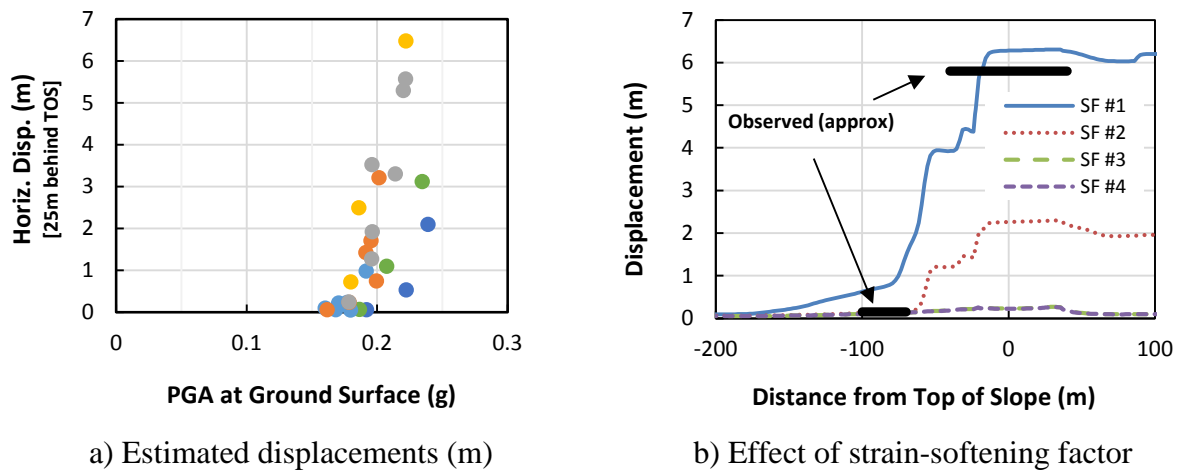 Horiz. Disp. (m)
[25m behind TOS]
7
6
5
4
3
2
1
0
0
0.1
0.2
0.3
PGA at Ground Surface (g)
a) Estimated displacements (m)
Displacement (m)
7
6
5
4
3
2
1
0
Observed (approx)
SF #1
SF #2
SF #3
SF #4
-200
-100
0
100
Distance from Top of Slope (m)
b) Effect of strain-softening factor